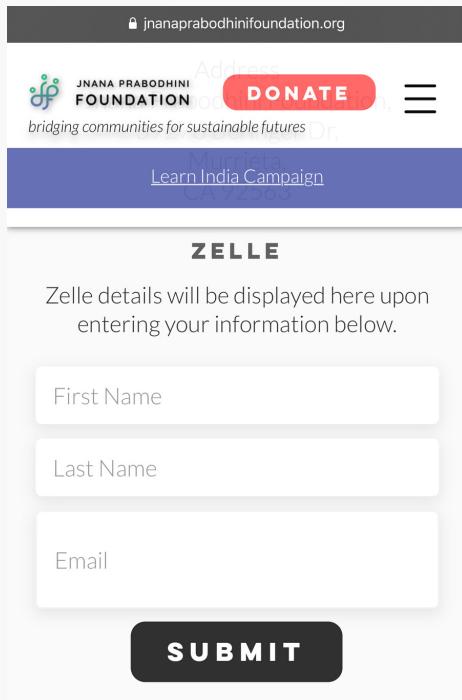 jnanaprabodhinifoundation.org
Address
JNANA PRABODHINI
FOUNDATION
DONATE
bridging communities for sustainable futures
Murrieta,
Learn India Campaign
CA 92563
ZELLE
Zelle details will be displayed here upon
entering your information below.
First Name
Last Name
Email
SUBMIT